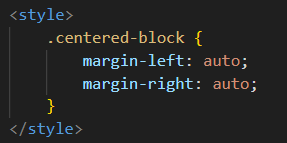 <style>
    .centered-block {
        margin-left: auto;
        margin-right: auto;
    }
</style>